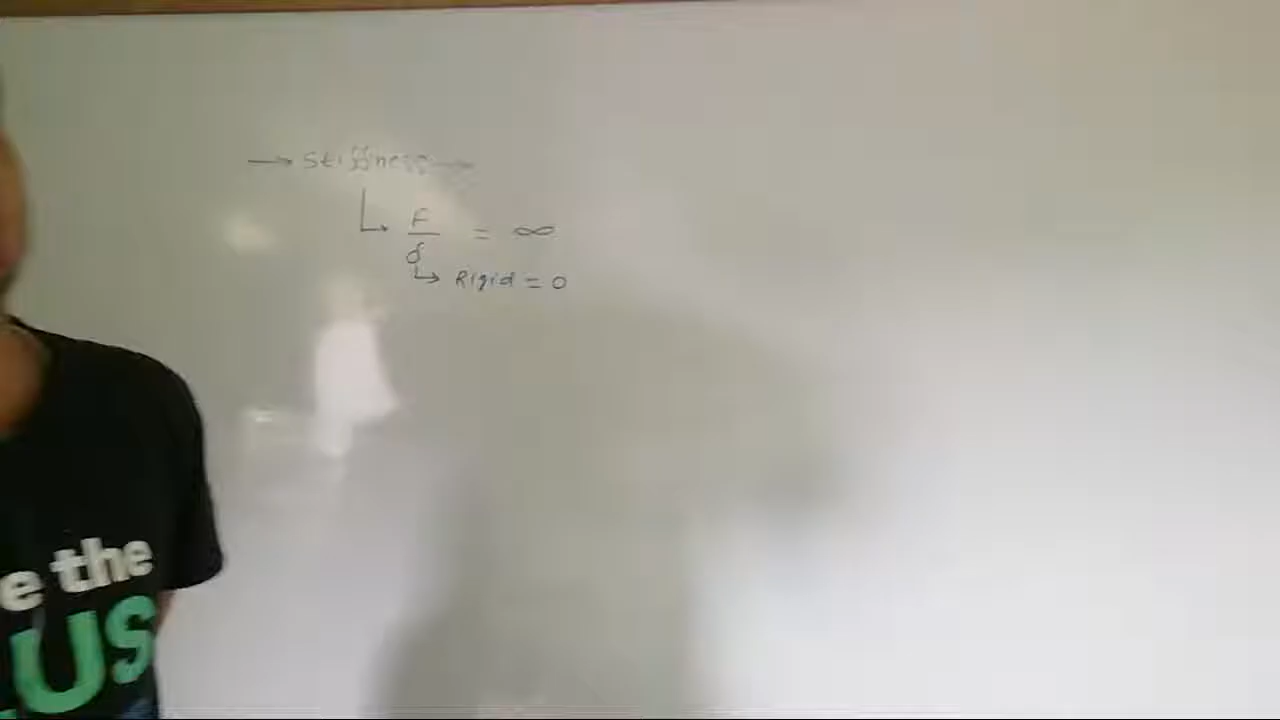 → Stiffness →
↳ F/δ = ∞
↳ Rigid = 0
e the
US